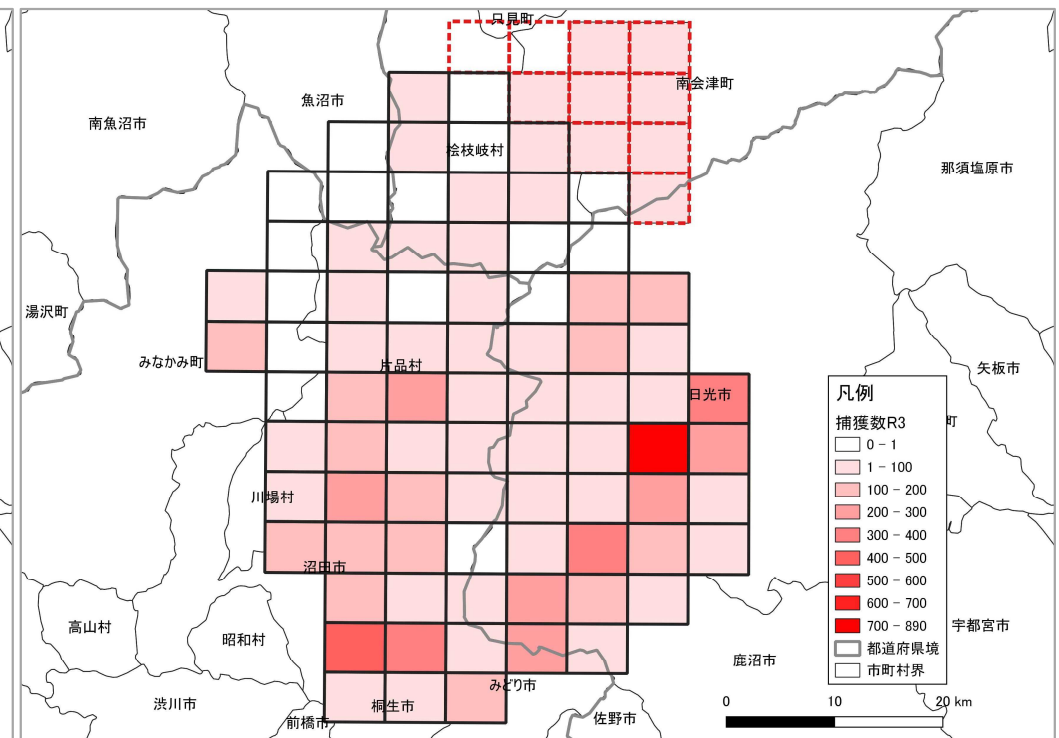 只見町
南会津町
魚沼市
南魚沼市
桧枝岐村
那須塩原市
湯沢町
みなかみ町
片品村
矢板市
日光市
町
川場村
沼田市
高山村
昭和村
宇都宮市
鹿沼市
みどり市
渋川市
桐生市
前橋市
佐野市
凡例
捕獲数R3
0 - 1
1 - 100
100 - 200
200 - 300
300 - 400
400 - 500
500 - 600
600 - 700
700 - 890
都道府県境
市町村界
0 10 20 km